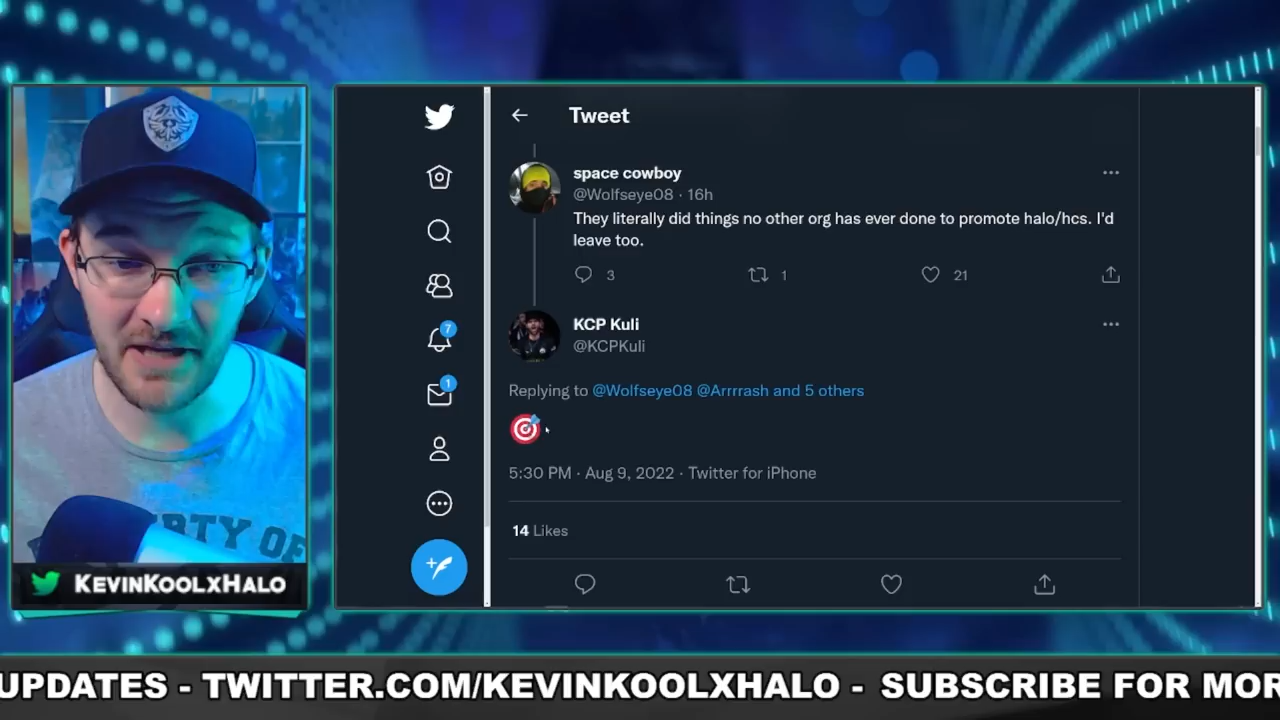 Tweet
space cowboy
@Wolfseye08 · 16h
They literally did things no other org has ever done to promote halo/hcs. I'd
leave too.
3 1 21
KCP Kuli
@KCPKuli
Replying to @Wolfseye08 @Arrrrash and 5 others
5:30 PM · Aug 9, 2022 · Twitter for iPhone
14 Likes
7
1
RTY OF
KEVINKOOLXHALO
UPDATES - TWITTER.COM/KEVINKOOLXHALO - SUBSCRIBE FOR MOR